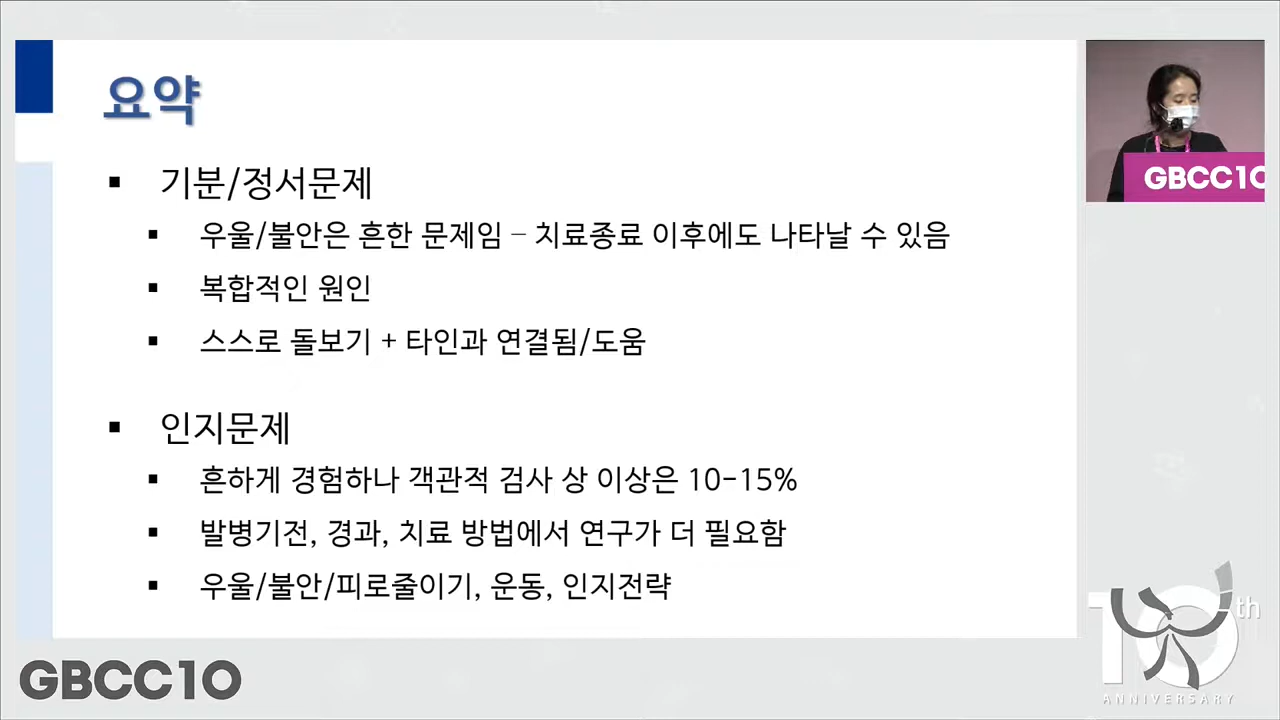 요약
기분/정서문제
우울/불안은 흔한 문제임 – 치료종료 이후에도 나타날 수 있음
복합적인 원인
스스로 돌보기 + 타인과 연결됨/도움
인지문제
흔하게 경험하나 객관적 검사 상 이상은 10-15%
발병기전, 경과, 치료 방법에서 연구가 더 필요함
우울/불안/피로줄이기, 운동, 인지전략
GBCC10
GBCC10
10th
ANNIVERSARY